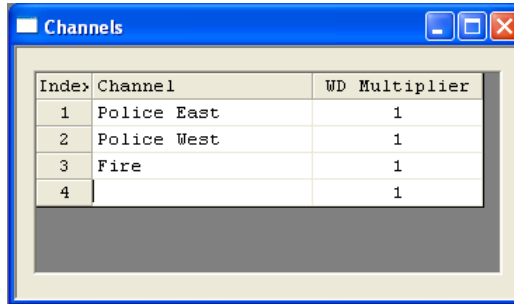 Channels
Index Channel WD Multiplier
1 Police East 1
2 Police West 1
3 Fire 1
4 1